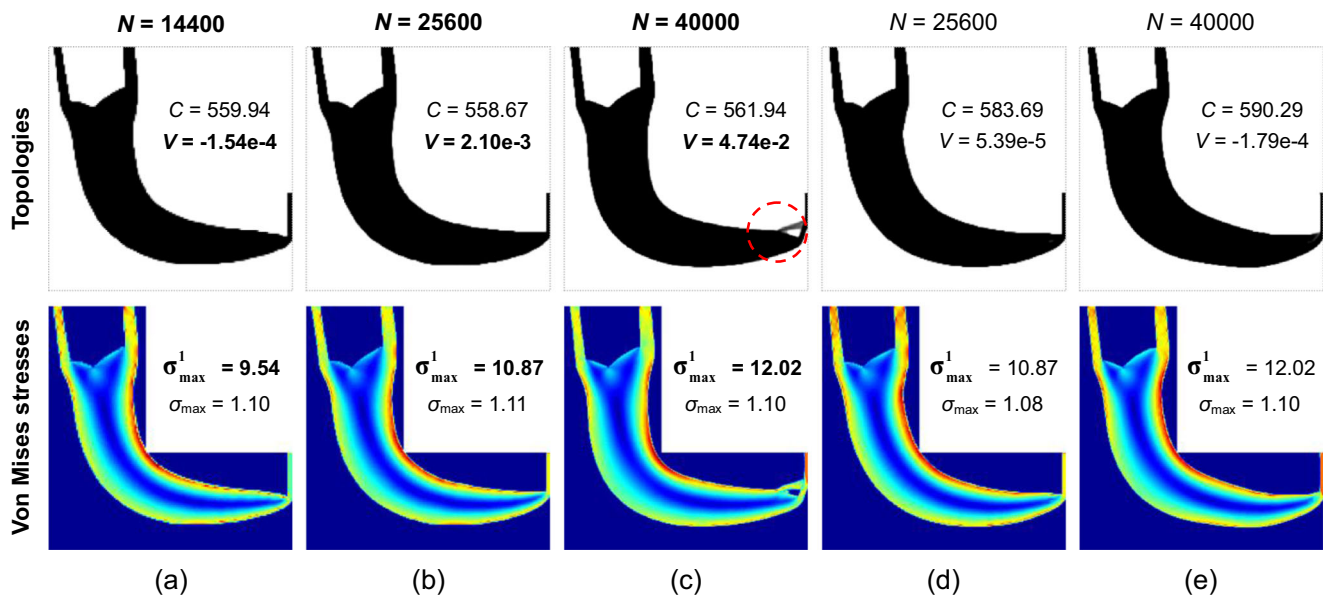 N = 14400 N = 25600 N = 40000 N = 25600 N = 40000
Topologies
C = 559.94
V = -1.54e-4
C = 558.67
V = 2.10e-3
C = 561.94
V = 4.74e-2
C = 583.69
V = 5.39e-5
C = 590.29
V = -1.79e-4
Von Mises stresses
σ¹max = 9.54
σmax = 1.10
σ¹max = 10.87
σmax = 1.11
σ¹max = 12.02
σmax = 1.10
σ¹max = 10.87
σmax = 1.08
σ¹max = 12.02
σmax = 1.10
(a) (b) (c) (d) (e)